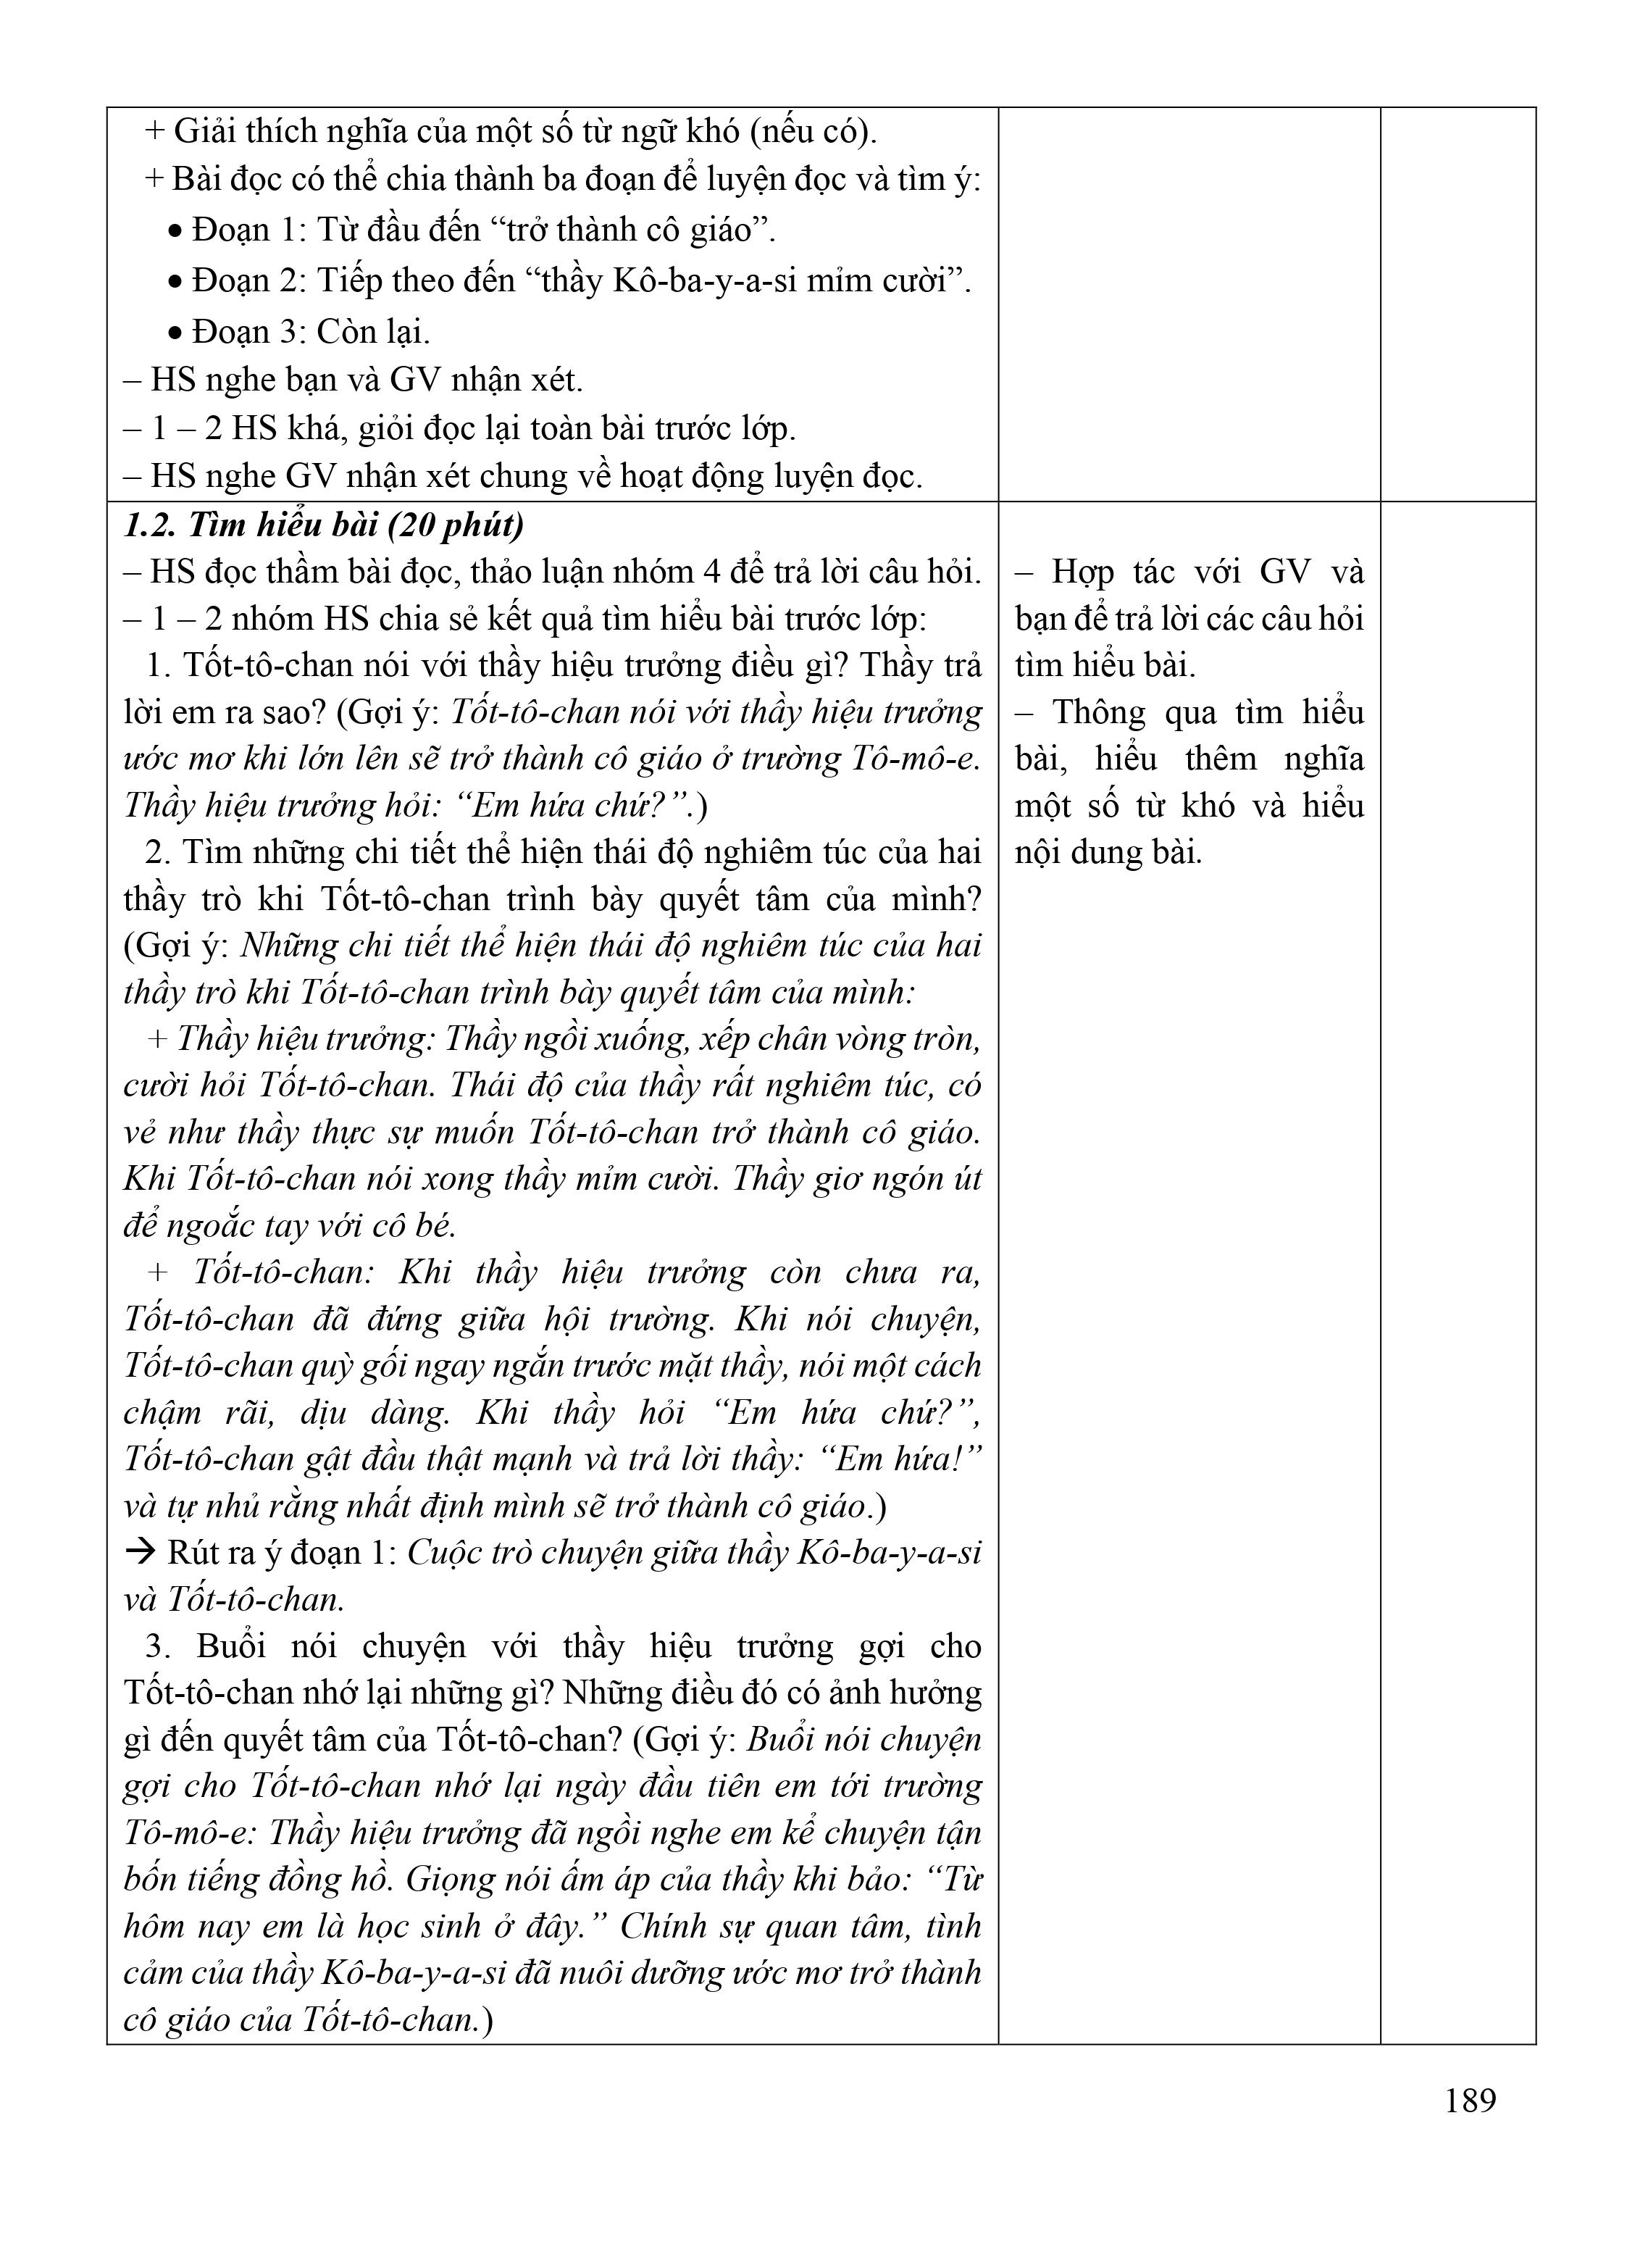 + Giải thích nghĩa của một số từ ngữ khó (nếu có).
+ Bài đọc có thể chia thành ba đoạn để luyện đọc và tìm ý:
• Đoạn 1: Từ đầu đến “trở thành cô giáo”.
• Đoạn 2: Tiếp theo đến “thầy Kô-ba-y-a-si mỉm cười”.
• Đoạn 3: Còn lại.
– HS nghe bạn và GV nhận xét.
– 1 – 2 HS khá, giỏi đọc lại toàn bài trước lớp.
– HS nghe GV nhận xét chung về hoạt động luyện đọc.
1.2. Tìm hiểu bài (20 phút)
– HS đọc thầm bài đọc, thảo luận nhóm 4 để trả lời câu hỏi.
– 1 – 2 nhóm HS chia sẻ kết quả tìm hiểu bài trước lớp:
1. Tốt-tô-chan nói với thầy hiệu trưởng điều gì? Thầy trả
lời em ra sao? (Gợi ý: Tốt-tô-chan nói với thầy hiệu trưởng
ước mơ khi lớn lên sẽ trở thành cô giáo ở trường Tô-mô-e.
Thầy hiệu trưởng hỏi: “Em hứa chứ?”.)
2. Tìm những chi tiết thể hiện thái độ nghiêm túc của hai
thầy trò khi Tốt-tô-chan trình bày quyết tâm của mình?
(Gợi ý: Những chi tiết thể hiện thái độ nghiêm túc của hai
thầy trò khi Tốt-tô-chan trình bày quyết tâm của mình:
+ Thầy hiệu trưởng: Thầy ngồi xuống, xếp chân vòng tròn,
cười hỏi Tốt-tô-chan. Thái độ của thầy rất nghiêm túc, có
vẻ như thầy thực sự muốn Tốt-tô-chan trở thành cô giáo.
Khi Tốt-tô-chan nói xong thầy mỉm cười. Thầy giơ ngón út
để ngoắc tay với cô bé.
+ Tốt-tô-chan: Khi thầy hiệu trưởng còn chưa ra,
Tốt-tô-chan đã đứng giữa hội trường. Khi nói chuyện,
Tốt-tô-chan quỳ gối ngay ngắn trước mặt thầy, nói một cách
chậm rãi, dịu dàng. Khi thầy hỏi “Em hứa chứ?”,
Tốt-tô-chan gật đầu thật mạnh và trả lời thầy: “Em hứa!”
và tự nhủ rằng nhất định mình sẽ trở thành cô giáo.)
→ Rút ra ý đoạn 1: Cuộc trò chuyện giữa thầy Kô-ba-y-a-si
và Tốt-tô-chan.
3. Buổi nói chuyện với thầy hiệu trưởng gợi cho
Tốt-tô-chan nhớ lại những gì? Những điều đó có ảnh hưởng
gì đến quyết tâm của Tốt-tô-chan? (Gợi ý: Buổi nói chuyện
gợi cho Tốt-tô-chan nhớ lại ngày đầu tiên em tới trường
Tô-mô-e: Thầy hiệu trưởng đã ngồi nghe em kể chuyện tận
bốn tiếng đồng hồ. Giọng nói ấm áp của thầy khi bảo: “Từ
hôm nay em là học sinh ở đây.” Chính sự quan tâm, tình
cảm của thầy Kô-ba-y-a-si đã nuôi dưỡng ước mơ trở thành
cô giáo của Tốt-tô-chan.)
– Hợp tác với GV và
bạn để trả lời các câu hỏi
tìm hiểu bài.
– Thông qua tìm hiểu
bài, hiểu thêm nghĩa
một số từ khó và hiểu
nội dung bài.
189